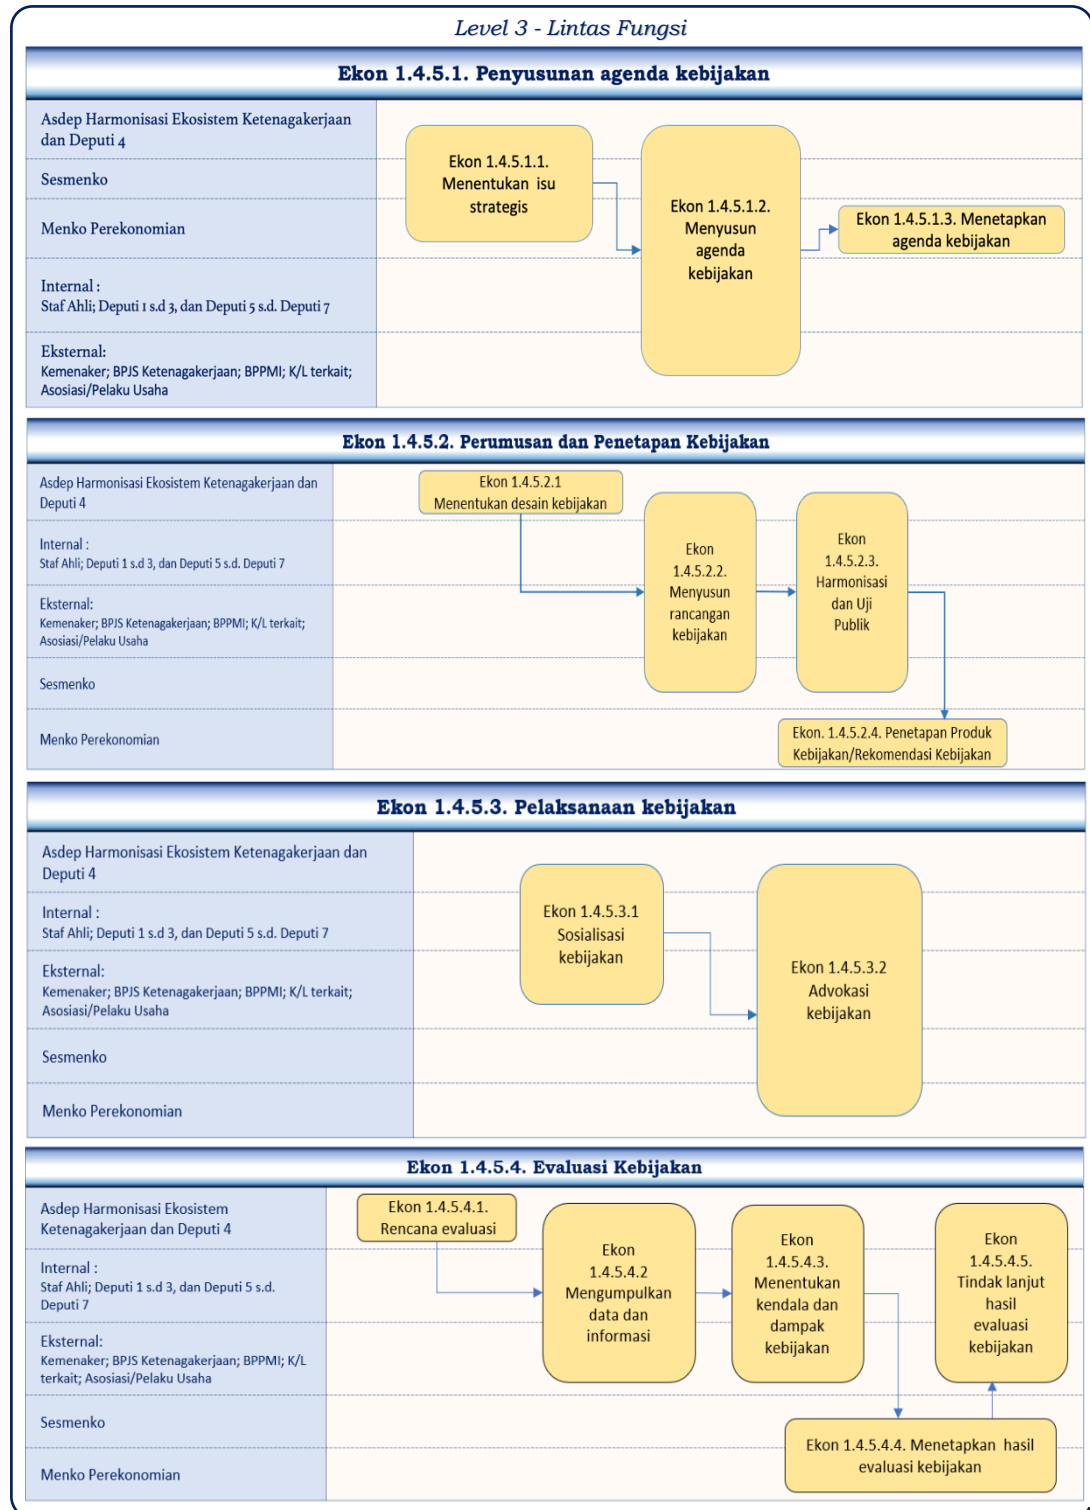 Level 3 - Lintas Fungsi
Ekon 1.4.5.1. Penyusunan agenda kebijakan
Asdep Harmonisasi Ekosistem Ketenagakerjaan
dan Deputi 4
Sesmenko
Menko Perekonomian
Internal :
Staf Ahli; Deputi 1 s.d 3, dan Deputi 5 s.d. Deputi 7
Eksternal:
Kemenaker; BPJS Ketenagakerjaan; BPPMI; K/L terkait;
Asosiasi/Pelaku Usaha
Ekon 1.4.5.1.1.
Menentukan isu
strategis
Ekon 1.4.5.1.2.
Menyusun
agenda
kebijakan
Ekon 1.4.5.1.3. Menetapkan
agenda kebijakan
Ekon 1.4.5.2. Perumusan dan Penetapan Kebijakan
Asdep Harmonisasi Ekosistem Ketenagakerjaan dan
Deputi 4
Internal :
Staf Ahli; Deputi 1 s.d 3, dan Deputi 5 s.d. Deputi 7
Eksternal:
Kemenaker; BPJS Ketenagakerjaan; BPPMI; K/L terkait;
Asosiasi/Pelaku Usaha
Sesmenko
Menko Perekonomian
Ekon 1.4.5.2.1
Menentukan desain kebijakan
Ekon
1.4.5.2.2.
Menyusun
rancangan
kebijakan
Ekon
1.4.5.2.3.
Harmonisasi
dan Uji
Publik
Ekon. 1.4.5.2.4. Penetapan Produk
Kebijakan/Rekomendasi Kebijakan
Ekon 1.4.5.3. Pelaksanaan kebijakan
Asdep Harmonisasi Ekosistem Ketenagakerjaan dan
Deputi 4
Internal :
Staf Ahli; Deputi 1 s.d 3, dan Deputi 5 s.d. Deputi 7
Eksternal:
Kemenaker; BPJS Ketenagakerjaan; BPPMI; K/L terkait;
Asosiasi/Pelaku Usaha
Sesmenko
Menko Perekonomian
Ekon 1.4.5.3.1
Sosialisasi
kebijakan
Ekon 1.4.5.3.2
Advokasi
kebijakan
Ekon 1.4.5.4. Evaluasi Kebijakan
Asdep Harmonisasi Ekosistem
Ketenagakerjaan dan Deputi 4
Internal :
Staf Ahli; Deputi 1 s.d 3, dan Deputi 5 s.d.
Deputi 7
Eksternal:
Kemenaker; BPJS Ketenagakerjaan; BPPMI; K/L
terkait; Asosiasi/Pelaku Usaha
Sesmenko
Menko Perekonomian
Ekon 1.4.5.4.1.
Rencana evaluasi
Ekon
1.4.5.4.2
Mengumpulkan
data dan
informasi
Ekon
1.4.5.4.3.
Menentukan
kendala dan
dampak
kebijakan
Ekon
1.4.5.4.5.
Tindak lanjut
hasil
evaluasi
kebijakan
Ekon 1.4.5.4.4. Menetapkan hasil
evaluasi kebijakan